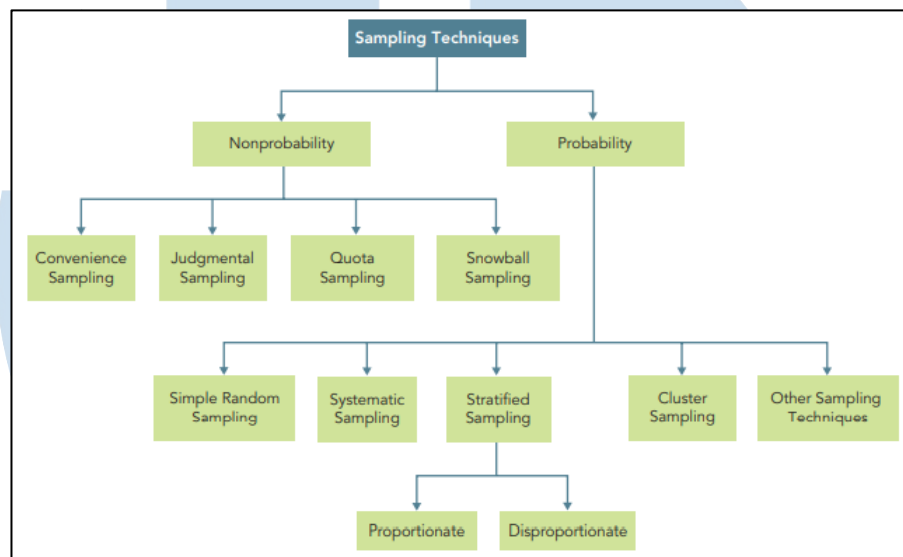 Sampling Techniques
Nonprobability
Probability
Convenience
Sampling
Judgmental
Sampling
Quota
Sampling
Snowball
Sampling
Simple Random
Sampling
Systematic
Sampling
Stratified
Sampling
Cluster
Sampling
Other Sampling
Techniques
Proportionate
Disproportionate